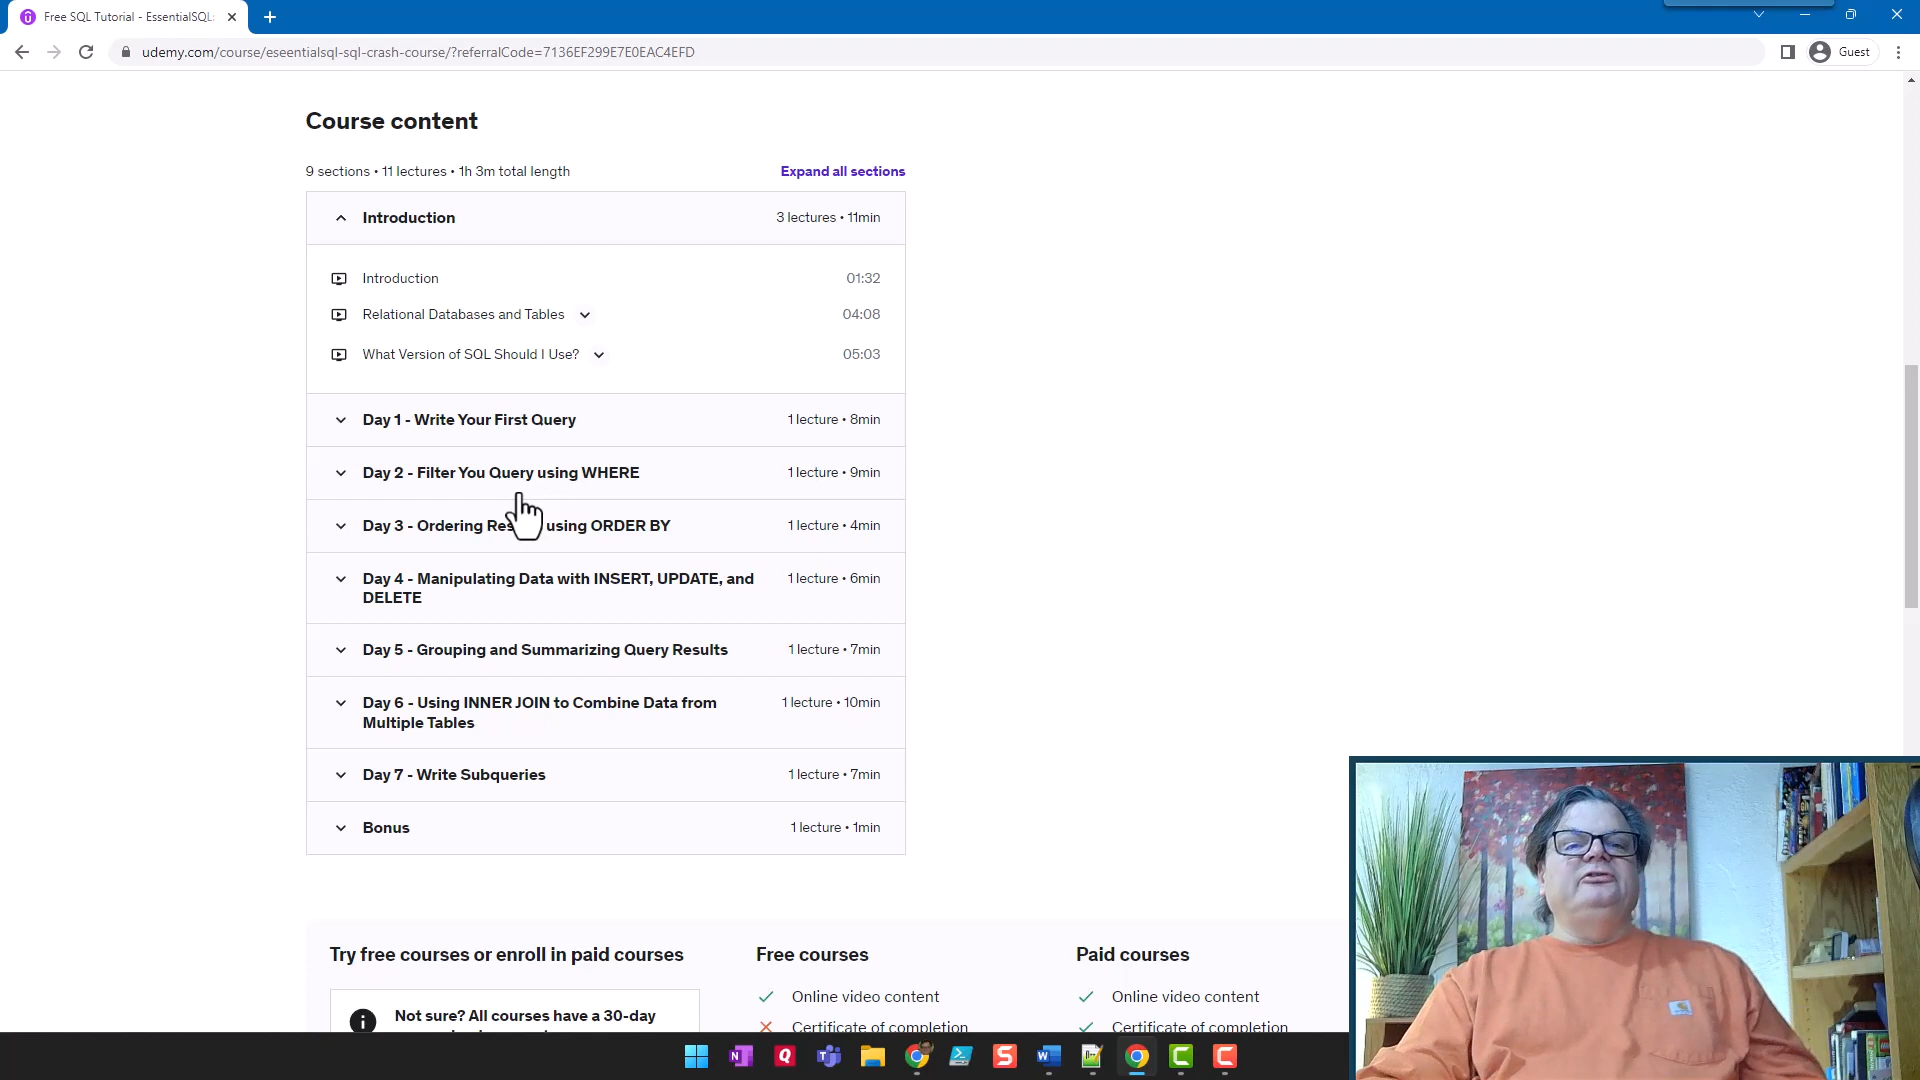 Free SQL Tutorial - EssentialSQL:
udemy.com/course/eseentialsql-sql-crash-course/?referralCode=7136EF299E7E0EAC4EFD
Guest
Course content
9 sections • 11 lectures • 1h 3m total length
Expand all sections
Introduction
3 lectures • 11min
Introduction
01:32
Relational Databases and Tables
04:08
What Version of SQL Should I Use?
05:03
Day 1 - Write Your First Query
1 lecture • 8min
Day 2 - Filter You Query using WHERE
1 lecture • 9min
Day 3 - Ordering Res using ORDER BY
1 lecture • 4min
Day 4 - Manipulating Data with INSERT, UPDATE, and
DELETE
1 lecture • 6min
Day 5 - Grouping and Summarizing Query Results
1 lecture • 7min
Day 6 - Using INNER JOIN to Combine Data from
Multiple Tables
1 lecture • 10min
Day 7 - Write Subqueries
1 lecture • 7min
Bonus
1 lecture • 1min
Try free courses or enroll in paid courses
Free courses
Paid courses
Not sure? All courses have a 30-day
Online video content
Certificate of completion
Online video content
Certificate of completion